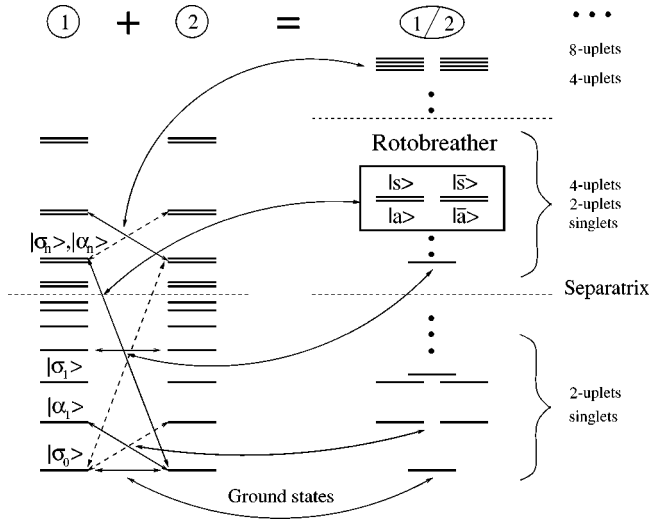 1 + 2 = 1/2 • • •
8-uplets
4-uplets
Rotobreather
|s> |s̄>
|a> |ā>
4-uplets
2-uplets
singlets
|σn>,|αn>
Separatrix
|σ1>
|α1>
|σ0>
2-uplets
singlets
Ground states